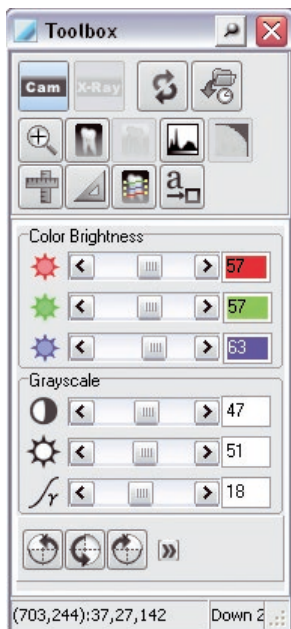 Toolbox
Cam X-Ray
a
Color Brightness
57
57
63
Grayscale
47
51
γ 18
(703,244):37,27,142 Down 2